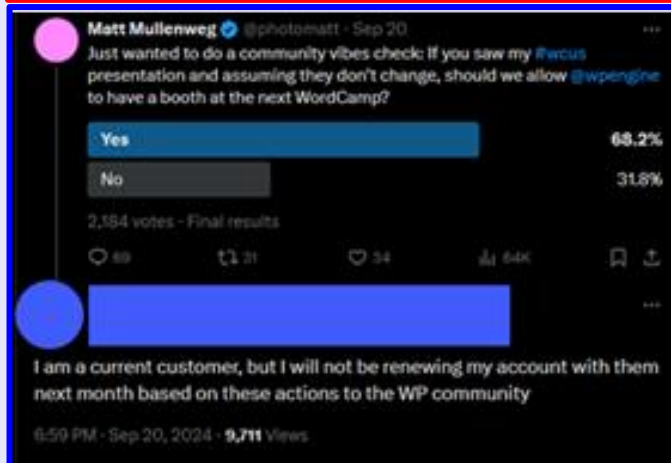 Matt Mullenweg @photomatt · Sep 20
Just wanted to do a community vibes check: If you saw my #wcus
presentation and assuming they don't change, should we allow @wpengine
to have a booth at the next WordCamp?
Yes 68.2%
No 31.8%
2,184 votes · Final results
69 21 34 64K
I am a current customer, but I will not be renewing my account with them
next month based on these actions to the WP community
6:59 PM · Sep 20, 2024 · 9,711 Views